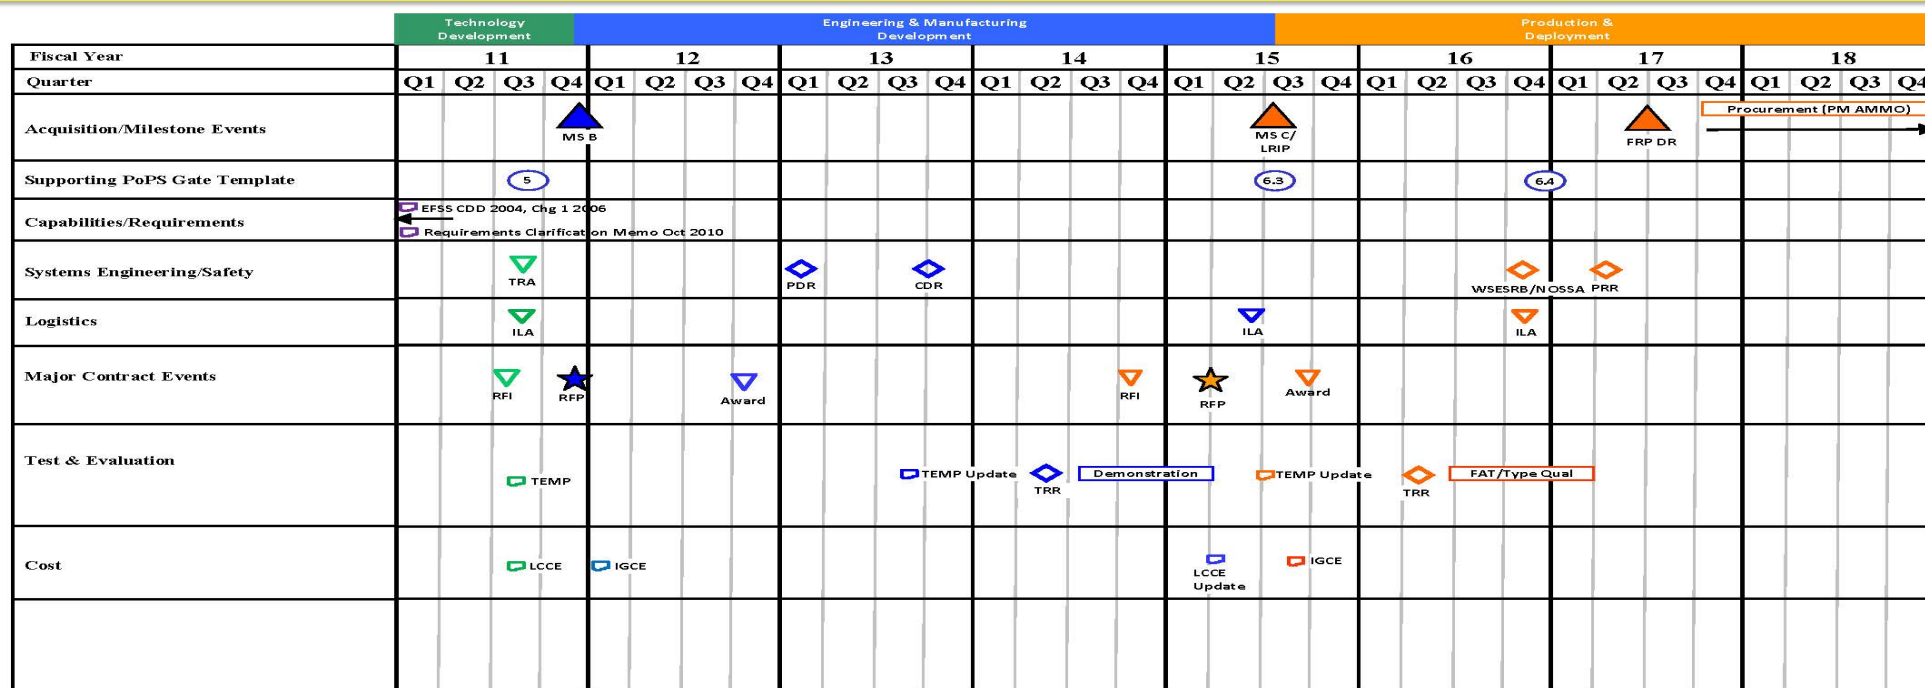 Technology
Development
Engineering & Manufacturing
Development
Production &
Deployment
Fiscal Year 11 12 13 14 15 16 17 18
Quarter Q1 Q2 Q3 Q4 Q1 Q2 Q3 Q4 Q1 Q2 Q3 Q4 Q1 Q2 Q3 Q4 Q1 Q2 Q3 Q4 Q1 Q2 Q3 Q4 Q1 Q2 Q3 Q4 Q1 Q2 Q3 Q4
Acquisition/Milestone Events
MS B
MS C/
LRIP
FRP DR
Procurement (PM AMMO)
Supporting PoPS Gate Template 5 6.3 6.4
Capabilities/Requirements
EFSS CDD 2004, Chg 1 2006
Requirements Clarification Memo Oct 2010
Systems Engineering/Safety
TRA PDR CDR WSESRB/NOSSA PRR
Logistics
ILA ILA ILA
Major Contract Events
RFI RFP Award RFI RFP Award
Test & Evaluation
TEMP
TEMP Update
TRR
Demonstration
TEMP Update
TRR
FAT/Type Qual
Cost
LCCE
IGCE
LCCE
Update
IGCE